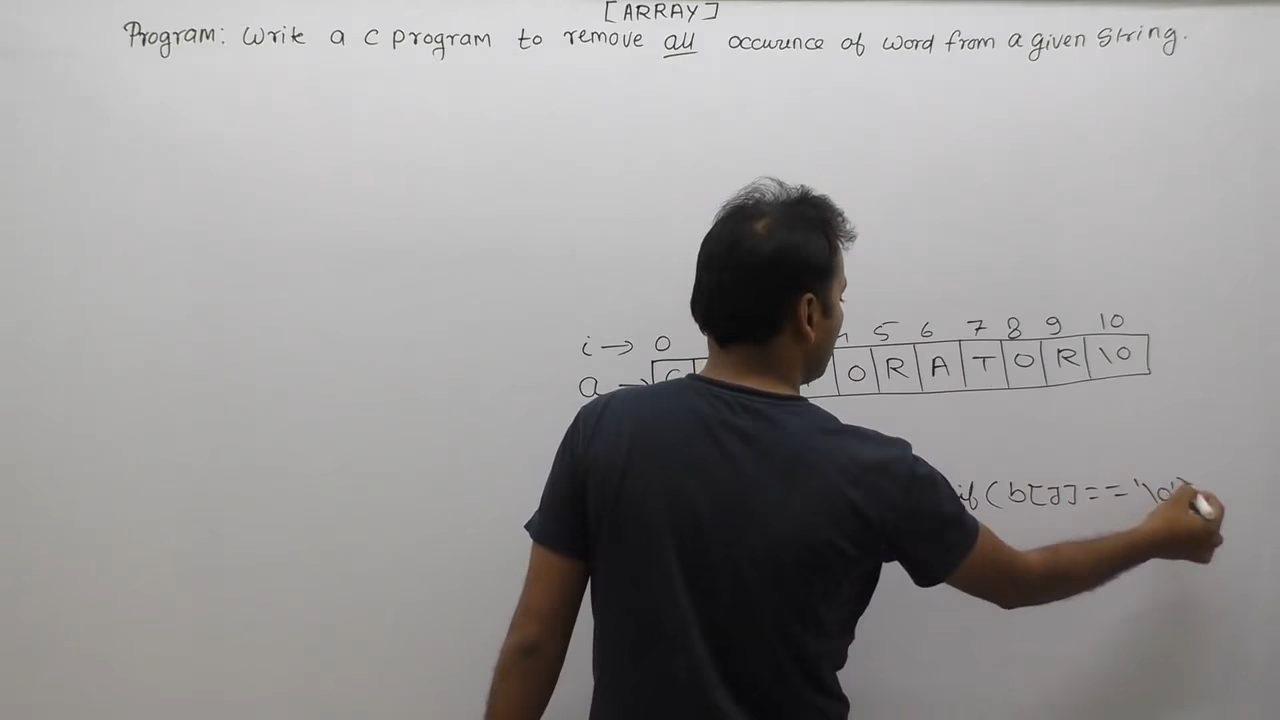 [ARRAY]
Program: Write a C program to remove all occurence of word from a given string.
i → 0 5 6 7 8 9 10
a → C O R A T O R \0
if (b[j] == '\0')